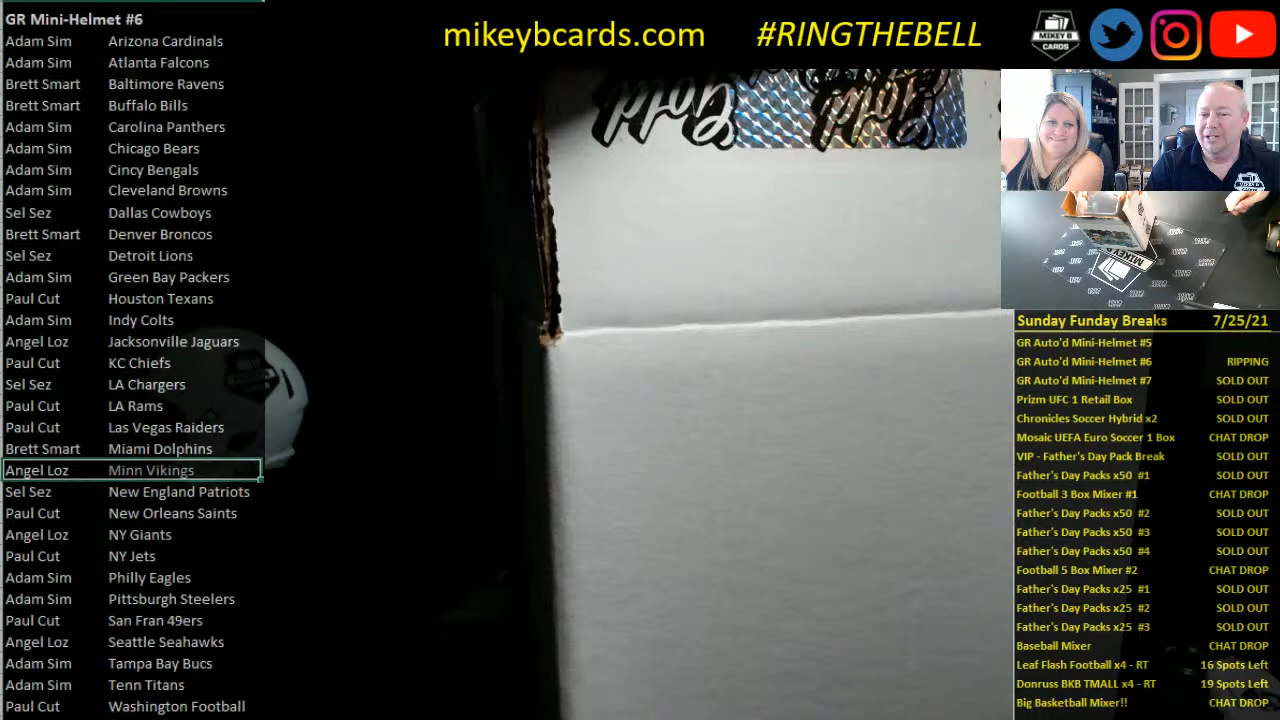 GR Mini-Helmet #6
Adam Sim Arizona Cardinals
Adam Sim Atlanta Falcons
Brett Smart Baltimore Ravens
Brett Smart Buffalo Bills
Adam Sim Carolina Panthers
Adam Sim Chicago Bears
Adam Sim Cincy Bengals
Adam Sim Cleveland Browns
Sel Sez Dallas Cowboys
Brett Smart Denver Broncos
Sel Sez Detroit Lions
Adam Sim Green Bay Packers
Paul Cut Houston Texans
Adam Sim Indy Colts
Angel Loz Jacksonville Jaguars
Paul Cut KC Chiefs
Sel Sez LA Chargers
Paul Cut LA Rams
Paul Cut Las Vegas Raiders
Brett Smart Miami Dolphins
Angel Loz Minn Vikings
Sel Sez New England Patriots
Paul Cut New Orleans Saints
Angel Loz NY Giants
Paul Cut NY Jets
Adam Sim Philly Eagles
Adam Sim Pittsburgh Steelers
Paul Cut San Fran 49ers
Angel Loz Seattle Seahawks
Adam Sim Tampa Bay Bucs
Adam Sim Tenn Titans
Paul Cut Washington Football
mikeybcards.com #RINGTHEBELL
MIKEY B
CARDS
Gold
Gold
MIKEY B
Sunday Funday Breaks 7/25/21
GR Auto'd Mini-Helmet #5
GR Auto'd Mini-Helmet #6 RIPPING
GR Auto'd Mini-Helmet #7 SOLD OUT
Prizm UFC 1 Retail Box SOLD OUT
Chronicles Soccer Hybrid x2 SOLD OUT
Mosaic UEFA Euro Soccer 1 Box CHAT DROP
VIP - Father's Day Pack Break SOLD OUT
Father's Day Packs x50 #1 SOLD OUT
Football 3 Box Mixer #1 CHAT DROP
Father's Day Packs x50 #2 SOLD OUT
Father's Day Packs x50 #3 SOLD OUT
Father's Day Packs x50 #4 SOLD OUT
Football 5 Box Mixer #2 CHAT DROP
Father's Day Packs x25 #1 SOLD OUT
Father's Day Packs x25 #2 SOLD OUT
Father's Day Packs x25 #3 SOLD OUT
Baseball Mixer CHAT DROP
Leaf Flash Football x4 - RT 16 Spots Left
Donruss BKB TMALL x4 - RT 19 Spots Left
Big Basketball Mixer!! CHAT DROP